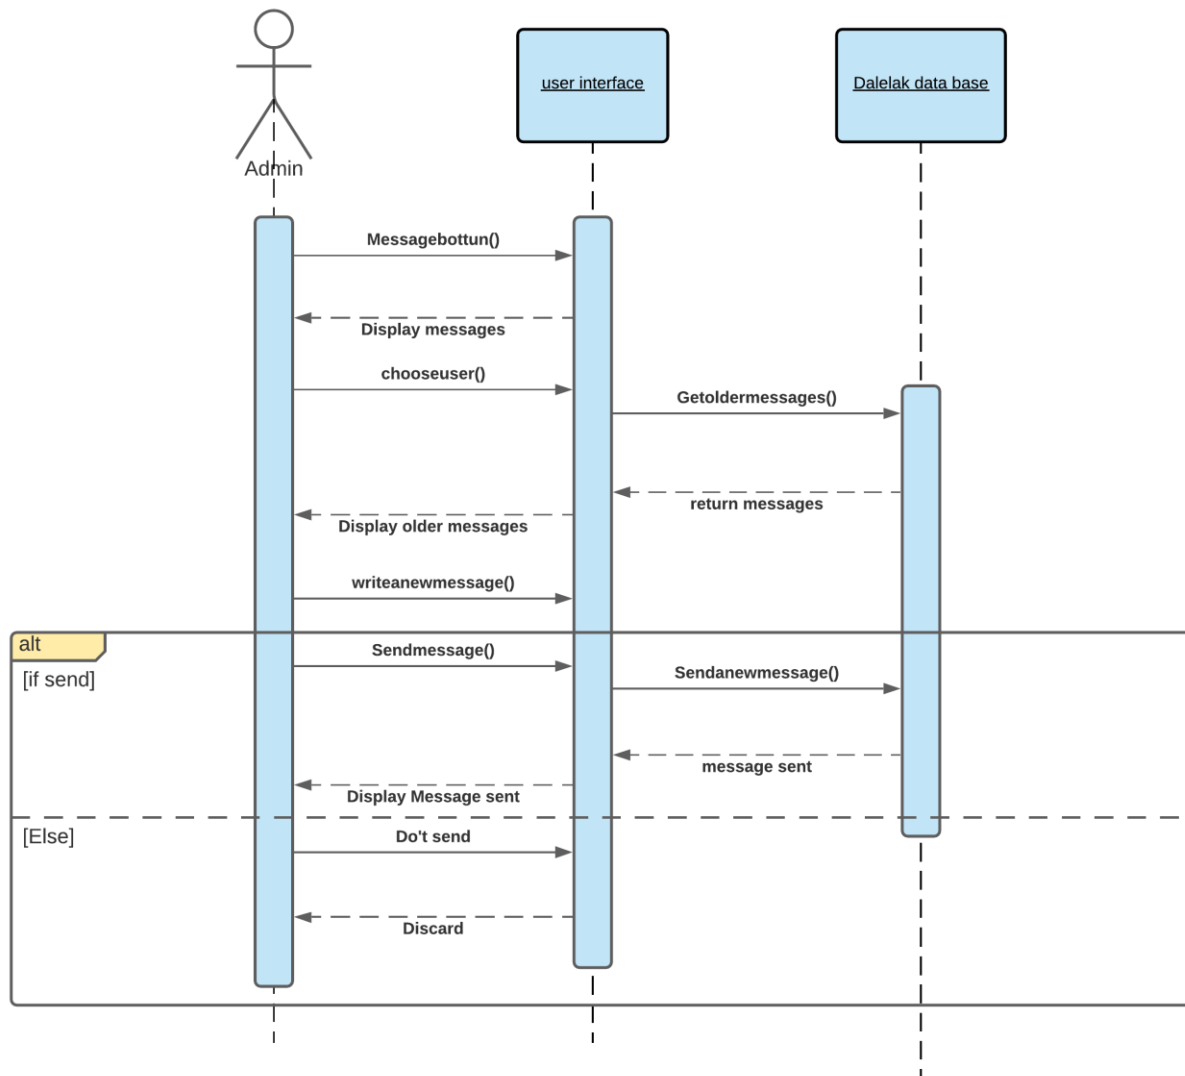 user interface
Dalelak data base
Admin
Messagebottun()
Display messages
chooseuser()
Getoldermessages()
return messages
Display older messages
writeanewmessage()
alt
Sendmessage()
[if send]
Sendanewmessage()
message sent
Display Message sent
[Else]
Do't send
Discard